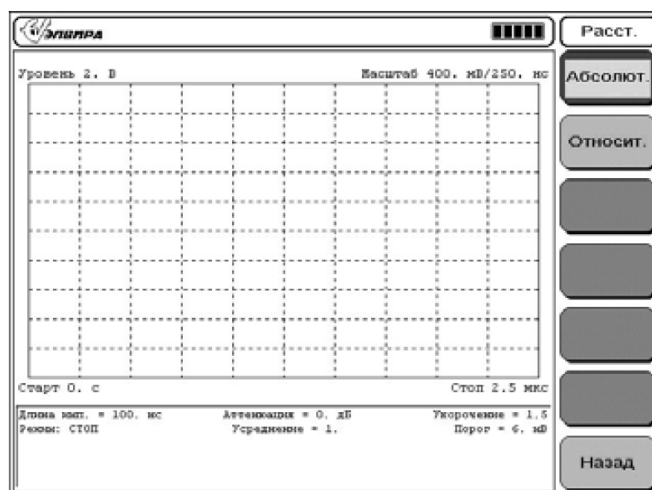 ЭЛВИРА
Расст.
Уровень 2. В
Масштаб 400. мВ/250. нс
Абсолют.
Относит.
Старт 0. с
Стоп 2.5 мкс
Длина имп. = 100. нс
Аттенюация = 0. дБ
Укорочение = 1.5
Режим: СТОП
Усреднение = 1.
Порог = 6. мВ
Назад